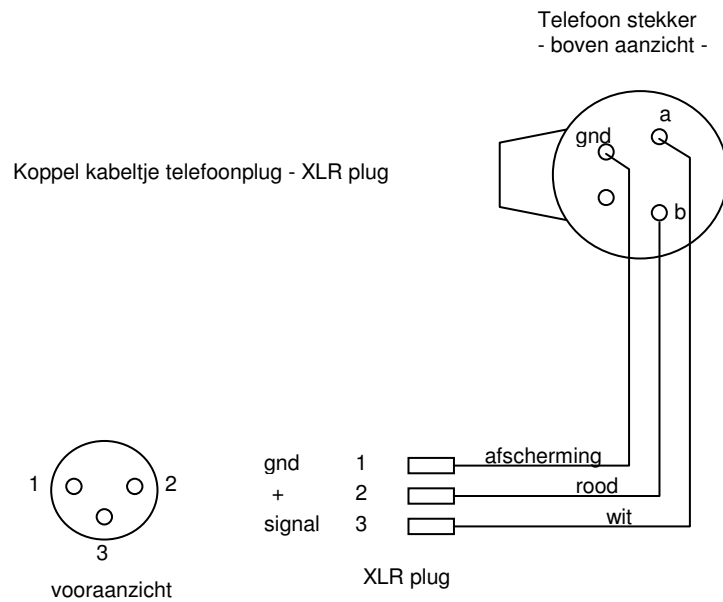 Telefoon stekker
- boven aanzicht -
a
gnd
Koppel kabeltje telefoonplug - XLR plug
b
gnd 1 afscherming
1 2 + 2 rood
signal 3 wit
3
XLR plug
vooraanzicht